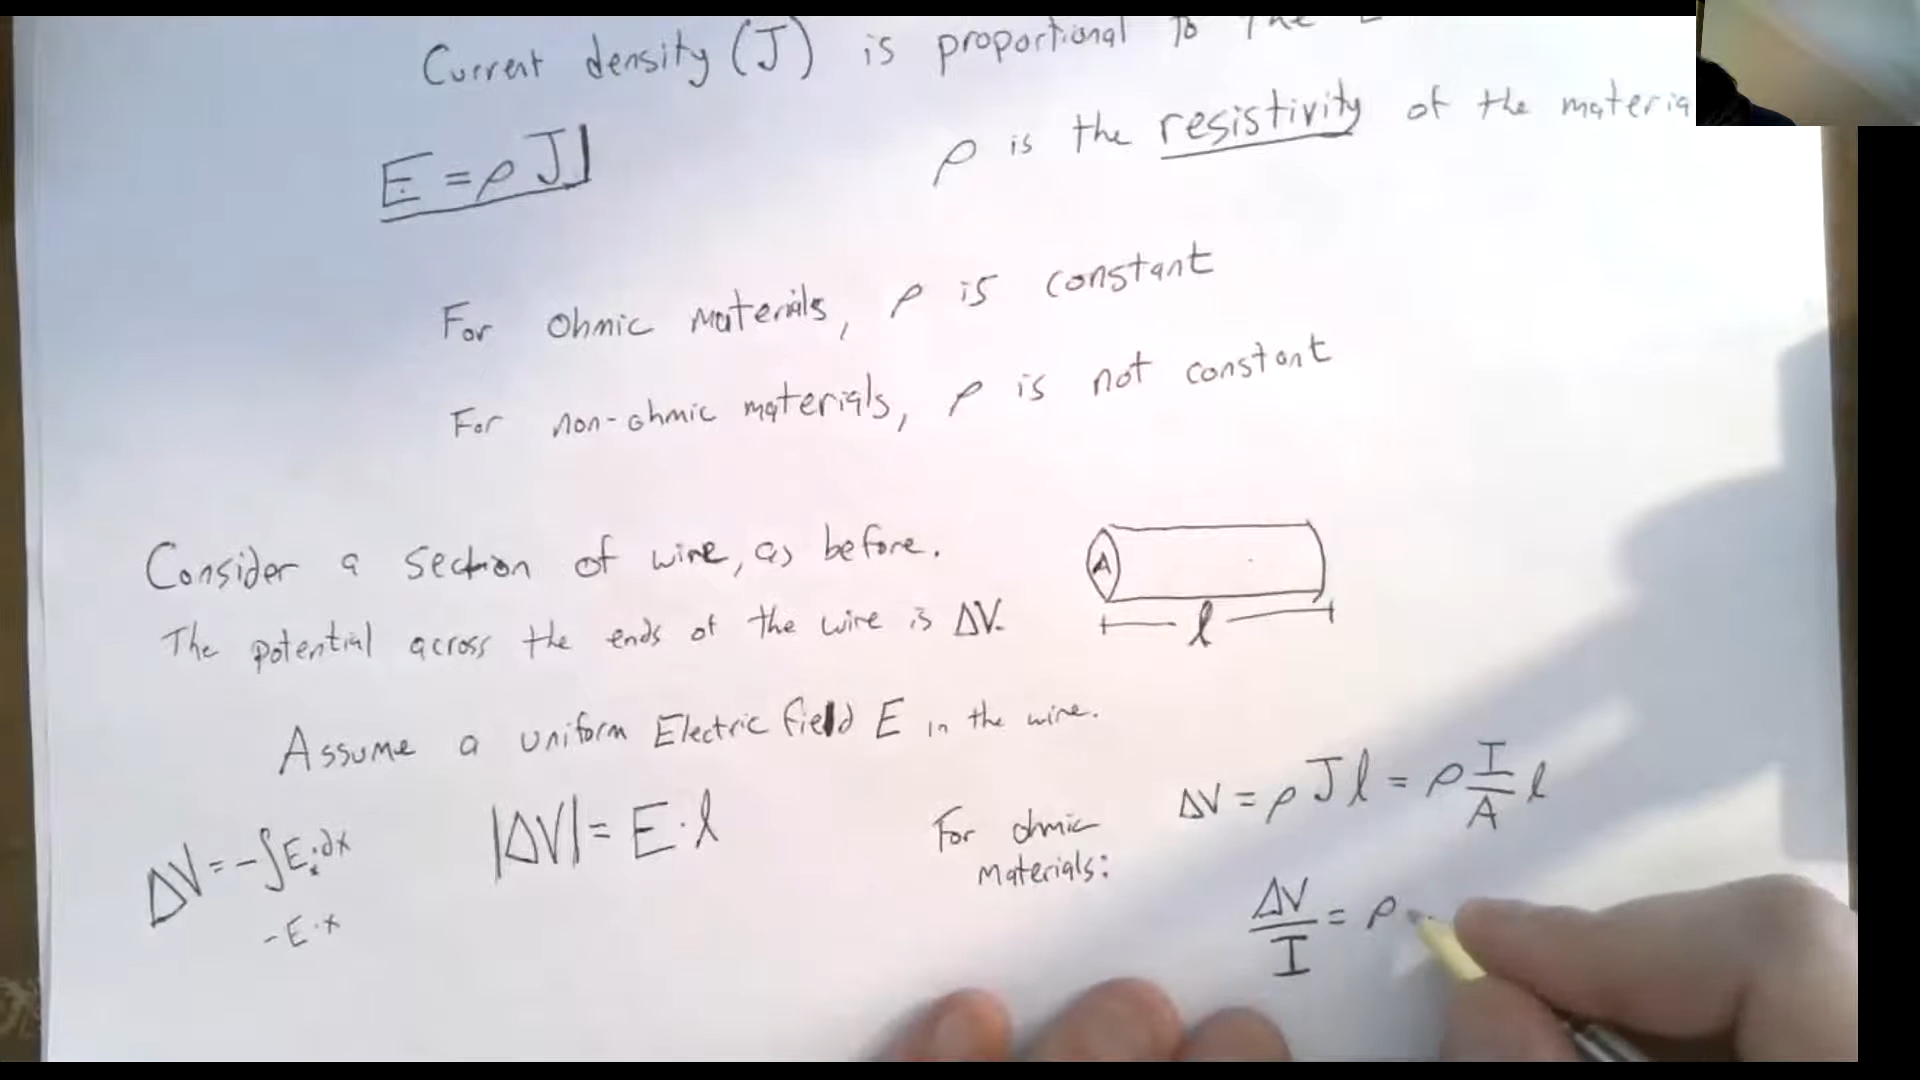 Current density (J) is proportional to the
E = ρ J
ρ is the resistivity of the materia
For ohmic materials, ρ is constant
For non-ohmic materials, ρ is not constant
Consider a section of wire, as before.
A
The potential across the ends of the wire is ΔV.
l
Assume a uniform Electric field E in the wire.
ΔV = -∫E·dx
-E·x
|ΔV| = E·l
For ohmic
materials:
ΔV = ρ J l = ρ I/A l
ΔV/I = ρ